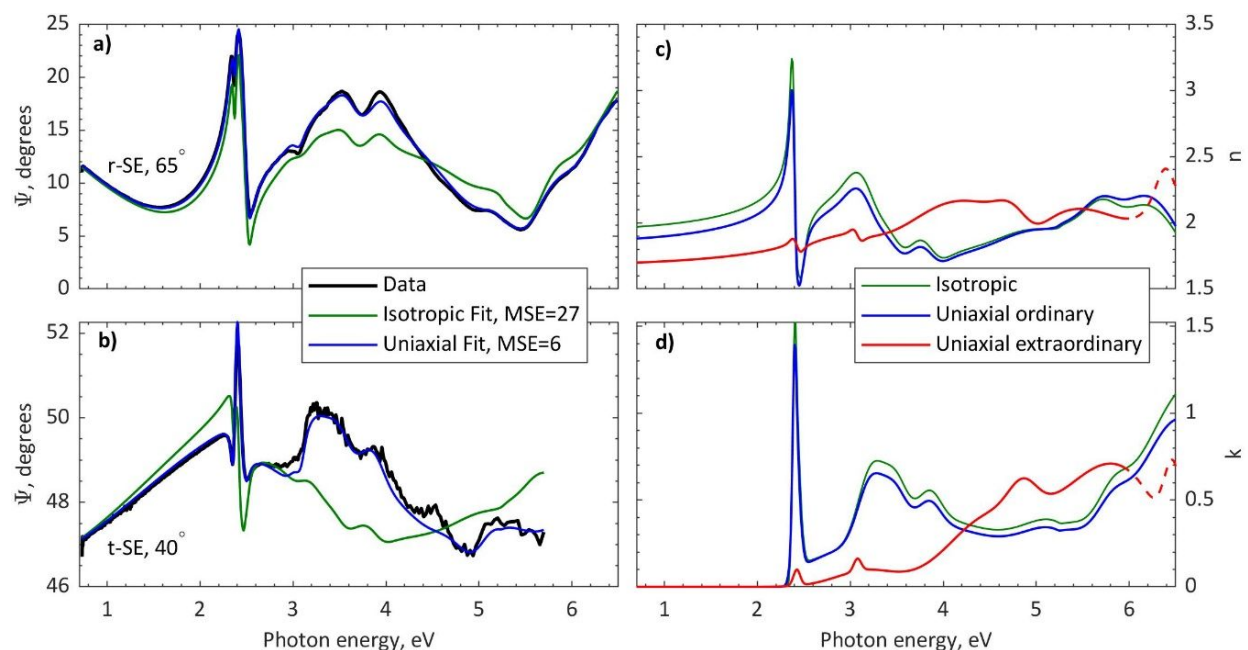 a)
25
20
15
10
5
0
Ψ, degrees
r-SE, 65°
c)
3.5
3
2.5
2
1.5
n
Data
Isotropic Fit, MSE=27
Uniaxial Fit, MSE=6
Isotropic
Uniaxial ordinary
Uniaxial extraordinary
b)
52
50
48
46
Ψ, degrees
t-SE, 40°
1 2 3 4 5 6
Photon energy, eV
d)
1.5
1
0.5
0
k
1 2 3 4 5 6
Photon energy, eV